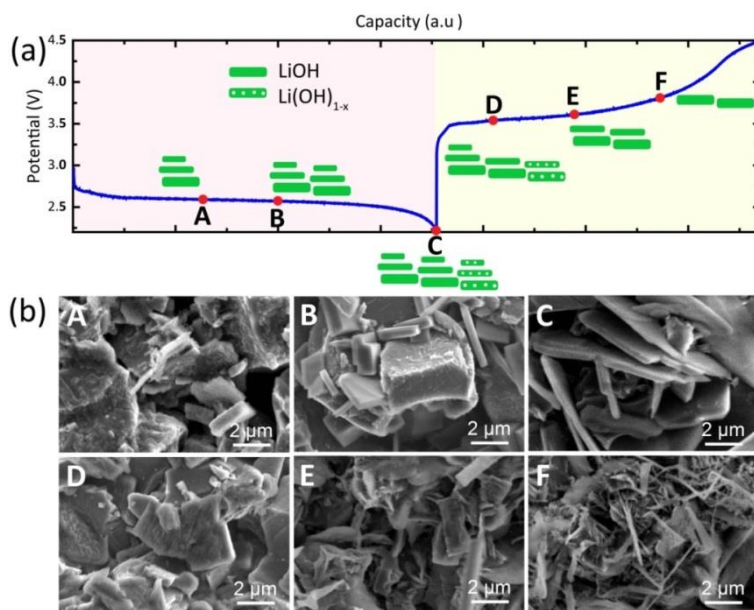 Capacity (a.u)
(a)
4.5
4.0
3.5
3.0
2.5
Potential (V)
LiOH
Li(OH)1-x
A
B
C
D
E
F
(b)
A
2 µm
B
2 µm
C
2 µm
D
2 µm
E
2 µm
F
2 µm